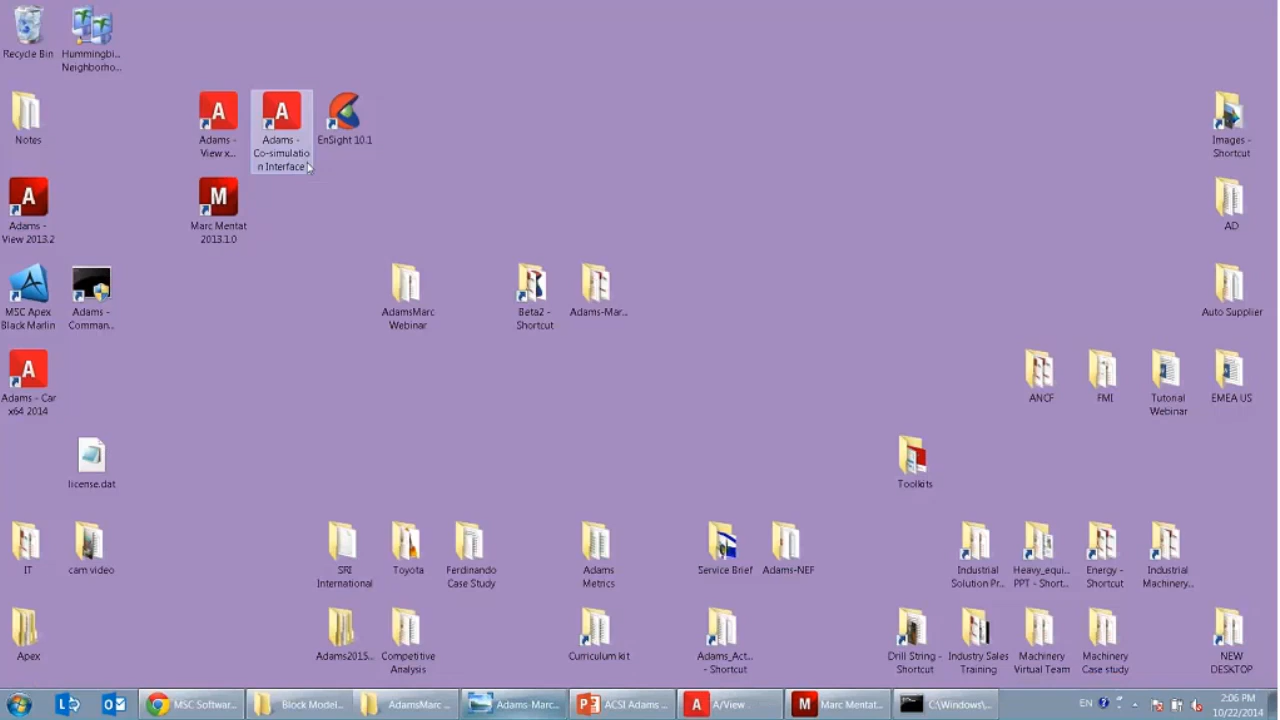 Recycle Bin
Hummingbi...
Neighborho...
Notes
A
Adams -
View x...
A
Adams -
Co-simulatio
n Interface
EnSight 10.1
Images -
Shortcut
A
Adams -
View 2013.2
M
Marc Mentat
2013.1.0
AD
MSC Apex
Black Marlin
Adams -
Comman...
AdamsMarc
Webinar
Beta2 -
Shortcut
Adams-Mar...
Auto Supplier
A
Adams - Car
x64 2014
ANCF
FMI
Tutorial
Webinar
EMEA US
license.dat
Toolkits
IT
cam video
SRI
International
Toyota
Ferdinando
Case Study
Adams
Metrics
Service Brief
Adams-NEF
Industrial
Solution Pr...
Heavy_equi...
PPT - Short...
Energy -
Shortcut
Industrial
Machinery...
Apex
Adams2015...
Competitive
Analysis
Curriculum kit
Adams_Act...
- Shortcut
Drill String -
Shortcut
Industry Sales
Training
Machinery
Virtual Team
Machinery
Case study
NEW
DESKTOP
MSC Softwar...
Block Model...
AdamsMarc ...
Adams-Marc...
ACSI Adams ...
A A/View
M Marc Mentat...
C:\Windows\...
EN
2:06 PM
10/22/2014